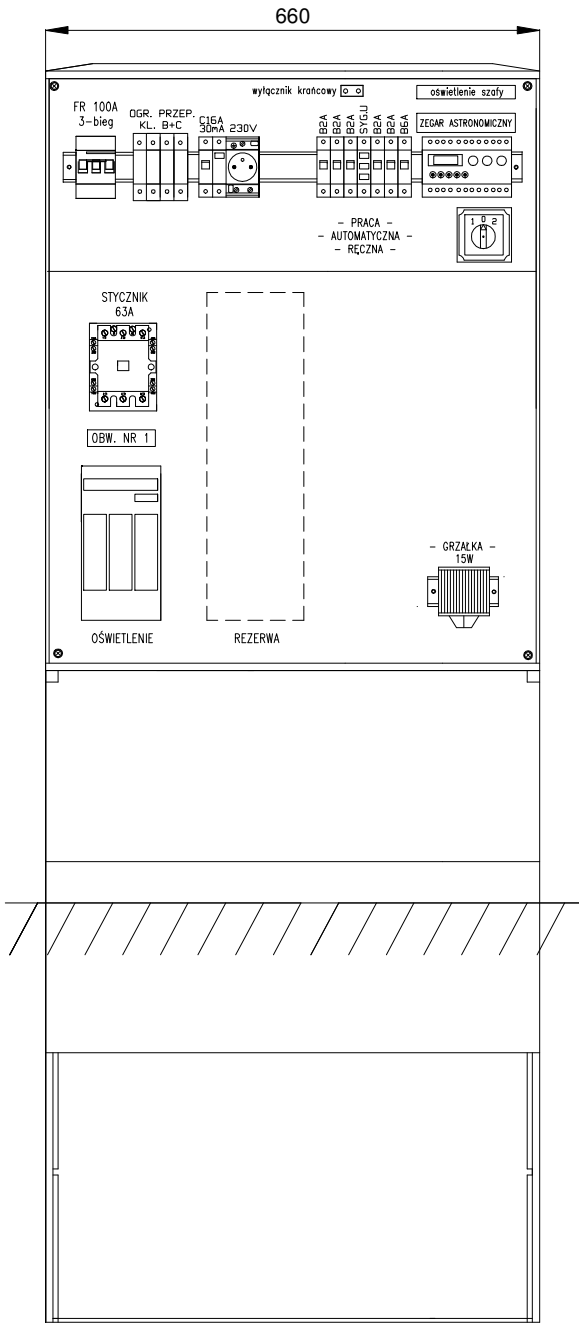 660
wyłącznik krańcowy
oświetlenie szafy
FR 100A
3-bieg
OGR. PRZEP.
KL. B+C
C16A
30mA 230V
B2A
B2A
B2A
SYG.U
B2A
B2A
B6A
ZEGAR ASTRONOMICZNY
1 0 2
- PRACA -
- AUTOMATYCZNA -
- RĘCZNA -
STYCZNIK
63A
OBW. NR 1
- GRZAŁKA -
15W
OŚWIETLENIE
REZERWA